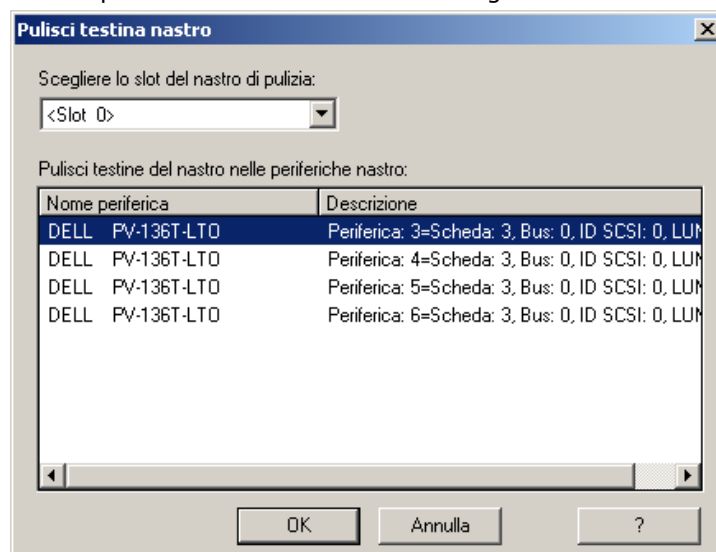 Pulisci testina nastro
Scegliere lo slot del nastro di pulizia:
<Slot 0>
Pulisci testine del nastro nelle periferiche nastro:
Nome periferica Descrizione
DELL PV-136T-LTO Periferica: 3=Scheda: 3, Bus: 0, ID SCSI: 0, LUN
DELL PV-136T-LTO Periferica: 4=Scheda: 3, Bus: 0, ID SCSI: 0, LUN
DELL PV-136T-LTO Periferica: 5=Scheda: 3, Bus: 0, ID SCSI: 0, LUN
DELL PV-136T-LTO Periferica: 6=Scheda: 3, Bus: 0, ID SCSI: 0, LUN
OK Annulla ?